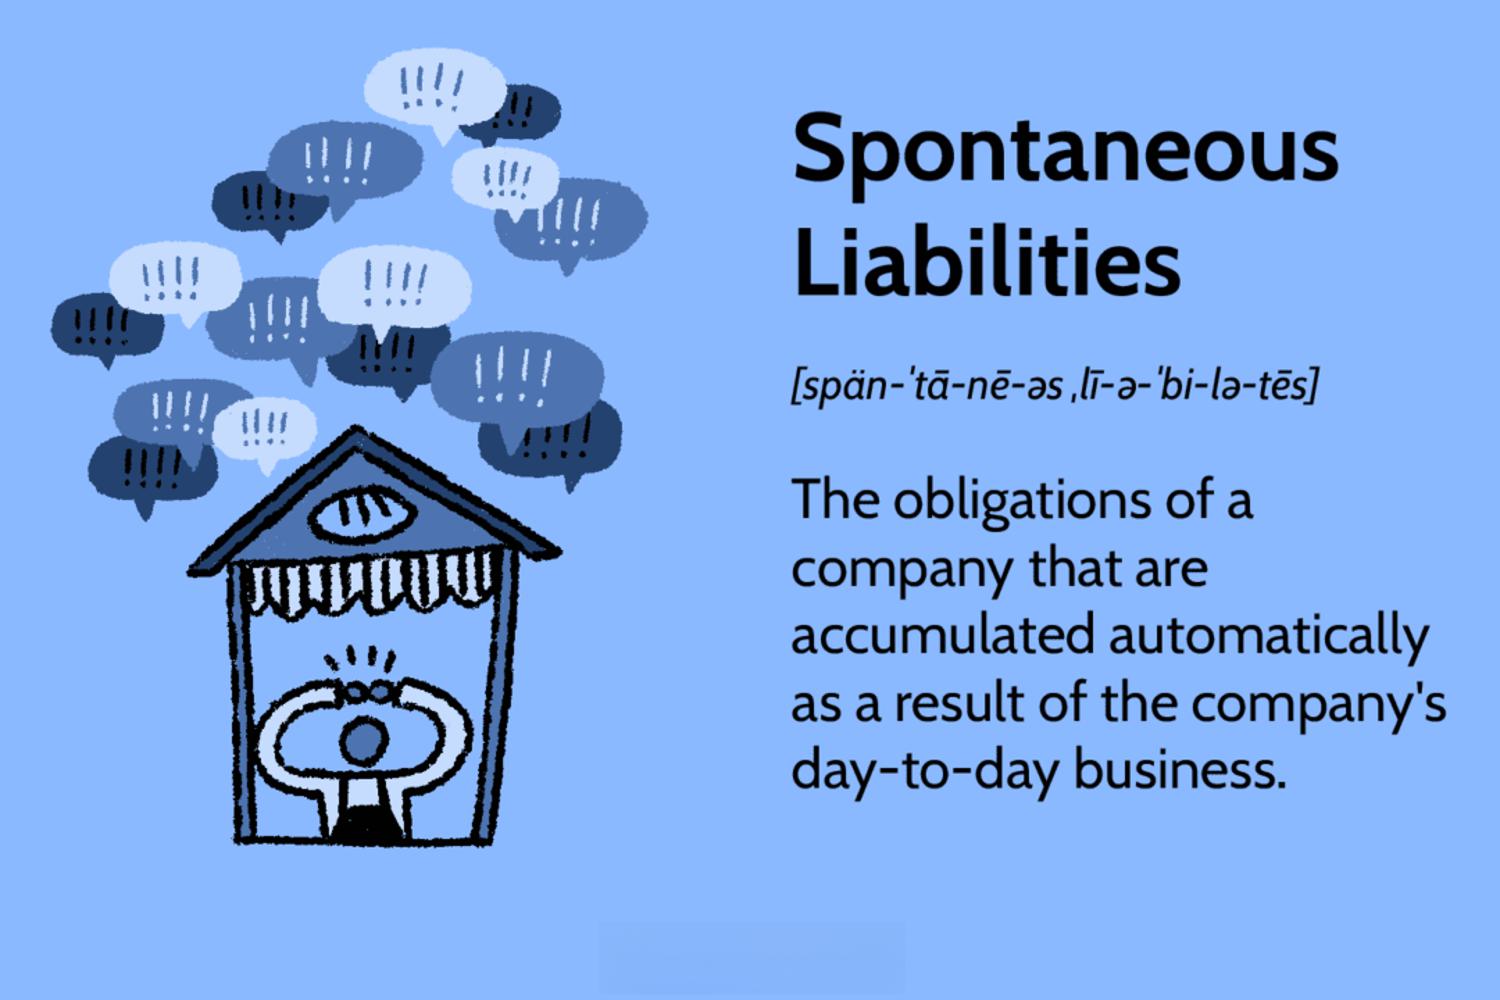 Spontaneous
Liabilities
[spän-ˈtā-nē-əs ˌlī-ə-ˈbi-lə-tēs]
The obligations of a
company that are
accumulated automatically
as a result of the company's
day-to-day business.